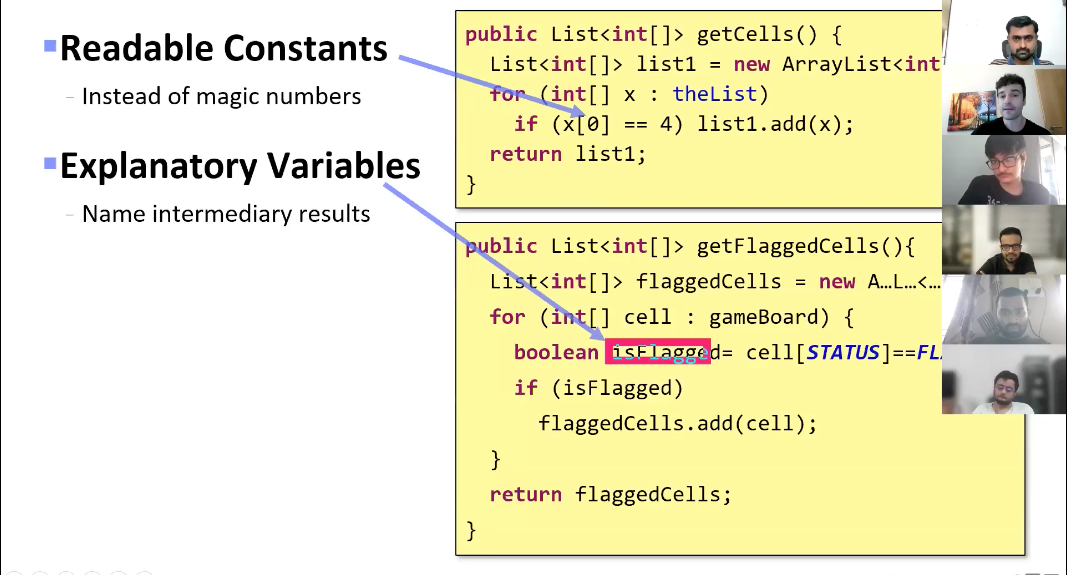 Readable Constants
– Instead of magic numbers
Explanatory Variables
– Name intermediary results
public List<int[]> getCells() {
List<int[]> list1 = new ArrayList<int
for (int[] x : theList)
if (x[0] == 4) list1.add(x);
return list1;
}
public List<int[]> getFlaggedCells(){
List<int[]> flaggedCells = new A…L…<…
for (int[] cell : gameBoard) {
boolean isFlagged= cell[STATUS]==FL
if (isFlagged)
flaggedCells.add(cell);
}
return flaggedCells;
}